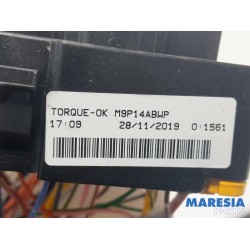 TORQUE-OK M9P14ABWP
17:09 28/11/2019 0:1561
MARESIA